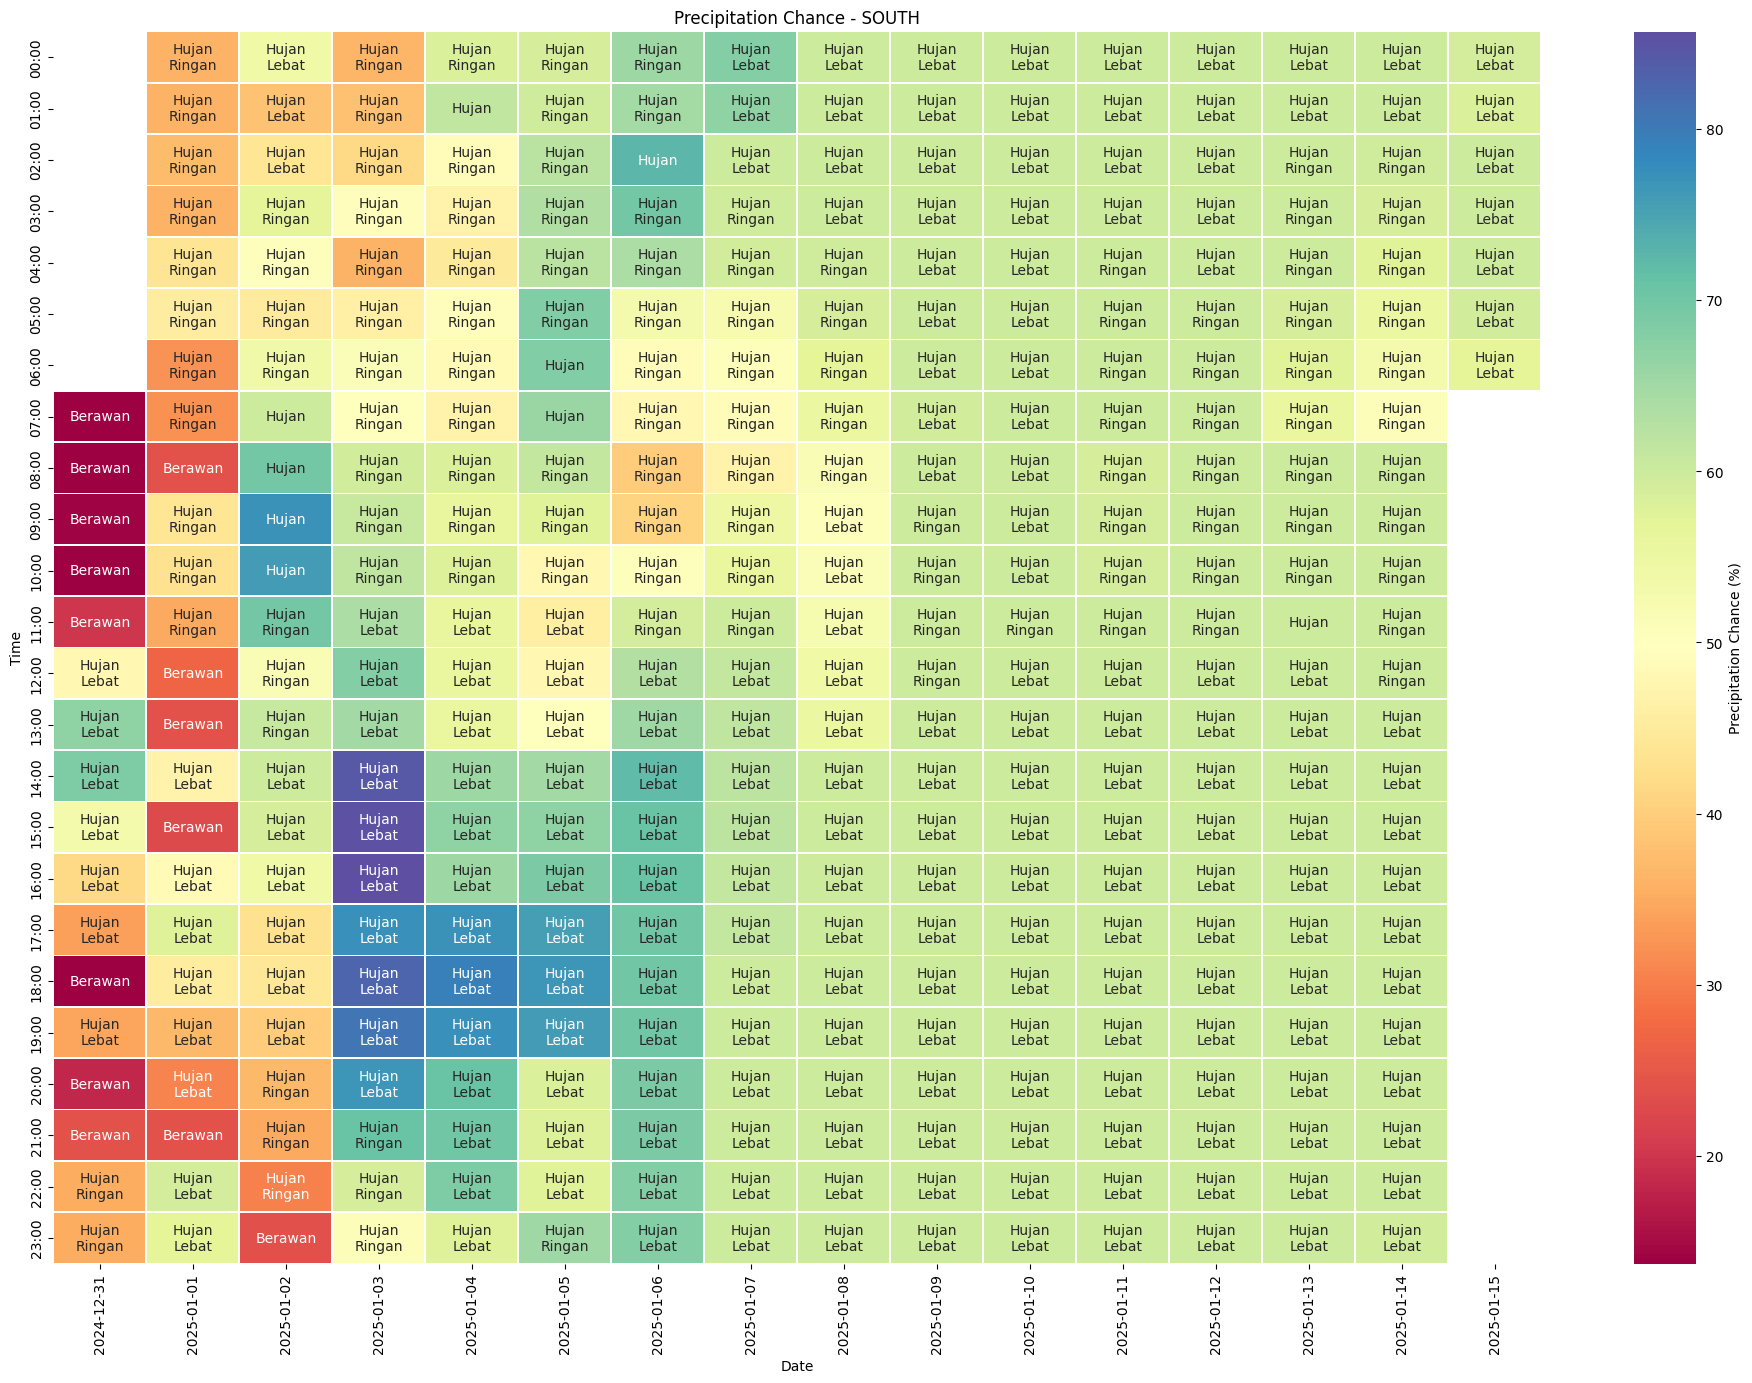 Precipitation Chance - SOUTH
00:00 Hujan Ringan Hujan Lebat Hujan Ringan Hujan Ringan Hujan Ringan Hujan Ringan Hujan Lebat Hujan Lebat Hujan Lebat Hujan Lebat Hujan Lebat Hujan Lebat Hujan Lebat Hujan Lebat Hujan Lebat
01:00 Hujan Ringan Hujan Lebat Hujan Ringan Hujan Hujan Ringan Hujan Ringan Hujan Lebat Hujan Lebat Hujan Lebat Hujan Lebat Hujan Lebat Hujan Lebat Hujan Lebat Hujan Lebat Hujan Lebat
02:00 Hujan Ringan Hujan Lebat Hujan Ringan Hujan Ringan Hujan Ringan Hujan Hujan Lebat Hujan Lebat Hujan Lebat Hujan Lebat Hujan Lebat Hujan Lebat Hujan Ringan Hujan Ringan Hujan Lebat
03:00 Hujan Ringan Hujan Ringan Hujan Ringan Hujan Ringan Hujan Ringan Hujan Ringan Hujan Ringan Hujan Lebat Hujan Lebat Hujan Lebat Hujan Lebat Hujan Lebat Hujan Ringan Hujan Ringan Hujan Lebat
04:00 Hujan Ringan Hujan Ringan Hujan Ringan Hujan Ringan Hujan Ringan Hujan Ringan Hujan Ringan Hujan Ringan Hujan Lebat Hujan Lebat Hujan Ringan Hujan Lebat Hujan Ringan Hujan Ringan Hujan Lebat
05:00 Hujan Ringan Hujan Ringan Hujan Ringan Hujan Ringan Hujan Ringan Hujan Ringan Hujan Ringan Hujan Ringan Hujan Lebat Hujan Lebat Hujan Ringan Hujan Ringan Hujan Ringan Hujan Ringan Hujan Lebat
06:00 Hujan Ringan Hujan Ringan Hujan Ringan Hujan Ringan Hujan Hujan Ringan Hujan Ringan Hujan Ringan Hujan Lebat Hujan Lebat Hujan Ringan Hujan Ringan Hujan Ringan Hujan Ringan Hujan Lebat
07:00 Berawan Hujan Ringan Hujan Hujan Ringan Hujan Ringan Hujan Hujan Ringan Hujan Ringan Hujan Ringan Hujan Lebat Hujan Lebat Hujan Ringan Hujan Ringan Hujan Ringan Hujan Ringan
08:00 Berawan Berawan Hujan Hujan Ringan Hujan Ringan Hujan Ringan Hujan Ringan Hujan Ringan Hujan Ringan Hujan Lebat Hujan Lebat Hujan Ringan Hujan Ringan Hujan Ringan Hujan Ringan
09:00 Berawan Hujan Ringan Hujan Hujan Ringan Hujan Ringan Hujan Ringan Hujan Ringan Hujan Ringan Hujan Lebat Hujan Ringan Hujan Lebat Hujan Ringan Hujan Ringan Hujan Ringan Hujan Ringan
10:00 Berawan Hujan Ringan Hujan Hujan Ringan Hujan Ringan Hujan Ringan Hujan Ringan Hujan Ringan Hujan Lebat Hujan Ringan Hujan Lebat Hujan Ringan Hujan Ringan Hujan Ringan Hujan Ringan
11:00 Berawan Hujan Ringan Hujan Ringan Hujan Lebat Hujan Lebat Hujan Lebat Hujan Ringan Hujan Ringan Hujan Lebat Hujan Ringan Hujan Ringan Hujan Ringan Hujan Ringan Hujan Hujan Ringan
12:00 Hujan Lebat Berawan Hujan Ringan Hujan Lebat Hujan Lebat Hujan Lebat Hujan Lebat Hujan Lebat Hujan Lebat Hujan Ringan Hujan Lebat Hujan Lebat Hujan Lebat Hujan Lebat Hujan Ringan
13:00 Hujan Lebat Berawan Hujan Ringan Hujan Lebat Hujan Lebat Hujan Lebat Hujan Lebat Hujan Lebat Hujan Lebat Hujan Lebat Hujan Lebat Hujan Lebat Hujan Lebat Hujan Lebat Hujan Lebat
14:00 Hujan Lebat Hujan Lebat Hujan Lebat Hujan Lebat Hujan Lebat Hujan Lebat Hujan Lebat Hujan Lebat Hujan Lebat Hujan Lebat Hujan Lebat Hujan Lebat Hujan Lebat Hujan Lebat Hujan Lebat
15:00 Hujan Lebat Berawan Hujan Lebat Hujan Lebat Hujan Lebat Hujan Lebat Hujan Lebat Hujan Lebat Hujan Lebat Hujan Lebat Hujan Lebat Hujan Lebat Hujan Lebat Hujan Lebat Hujan Lebat
16:00 Hujan Lebat Hujan Lebat Hujan Lebat Hujan Lebat Hujan Lebat Hujan Lebat Hujan Lebat Hujan Lebat Hujan Lebat Hujan Lebat Hujan Lebat Hujan Lebat Hujan Lebat Hujan Lebat Hujan Lebat
17:00 Hujan Lebat Hujan Lebat Hujan Lebat Hujan Lebat Hujan Lebat Hujan Lebat Hujan Lebat Hujan Lebat Hujan Lebat Hujan Lebat Hujan Lebat Hujan Lebat Hujan Lebat Hujan Lebat Hujan Lebat
18:00 Berawan Hujan Lebat Hujan Lebat Hujan Lebat Hujan Lebat Hujan Lebat Hujan Lebat Hujan Lebat Hujan Lebat Hujan Lebat Hujan Lebat Hujan Lebat Hujan Lebat Hujan Lebat Hujan Lebat
19:00 Hujan Lebat Hujan Lebat Hujan Lebat Hujan Lebat Hujan Lebat Hujan Lebat Hujan Lebat Hujan Lebat Hujan Lebat Hujan Lebat Hujan Lebat Hujan Lebat Hujan Lebat Hujan Lebat Hujan Lebat
20:00 Berawan Hujan Lebat Hujan Ringan Hujan Lebat Hujan Lebat Hujan Lebat Hujan Lebat Hujan Lebat Hujan Lebat Hujan Lebat Hujan Lebat Hujan Lebat Hujan Lebat Hujan Lebat Hujan Lebat
21:00 Berawan Berawan Hujan Ringan Hujan Ringan Hujan Lebat Hujan Lebat Hujan Lebat Hujan Lebat Hujan Lebat Hujan Lebat Hujan Lebat Hujan Lebat Hujan Lebat Hujan Lebat Hujan Lebat
22:00 Hujan Ringan Hujan Lebat Hujan Ringan Hujan Ringan Hujan Lebat Hujan Lebat Hujan Lebat Hujan Lebat Hujan Lebat Hujan Lebat Hujan Lebat Hujan Lebat Hujan Lebat Hujan Lebat Hujan Lebat
23:00 Hujan Ringan Hujan Lebat Berawan Hujan Ringan Hujan Lebat Hujan Ringan Hujan Lebat Hujan Lebat Hujan Lebat Hujan Lebat Hujan Lebat Hujan Lebat Hujan Lebat Hujan Lebat Hujan Lebat
Time
2024-12-31 2025-01-01 2025-01-02 2025-01-03 2025-01-04 2025-01-05 2025-01-06 2025-01-07 2025-01-08 2025-01-09 2025-01-10 2025-01-11 2025-01-12 2025-01-13 2025-01-14 2025-01-15
Date
80
70
60
50
40
30
20
Precipitation Chance (%)